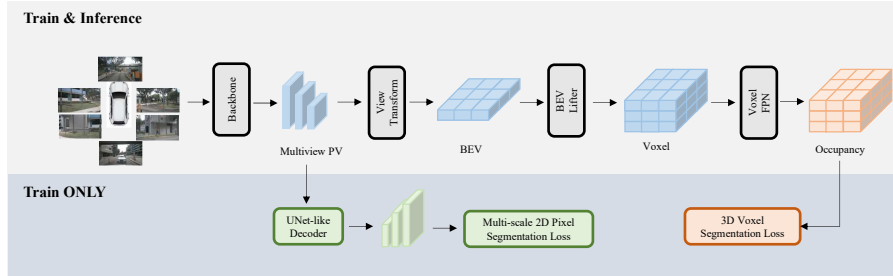 Train & Inference
Backbone
View
Transform
BEV
Lifter
Voxel
FPN
Multiview PV
BEV
Voxel
Occupancy
Train ONLY
UNet-like
Decoder
Multi-scale 2D Pixel
Segmentation Loss
3D Voxel
Segmentation Loss